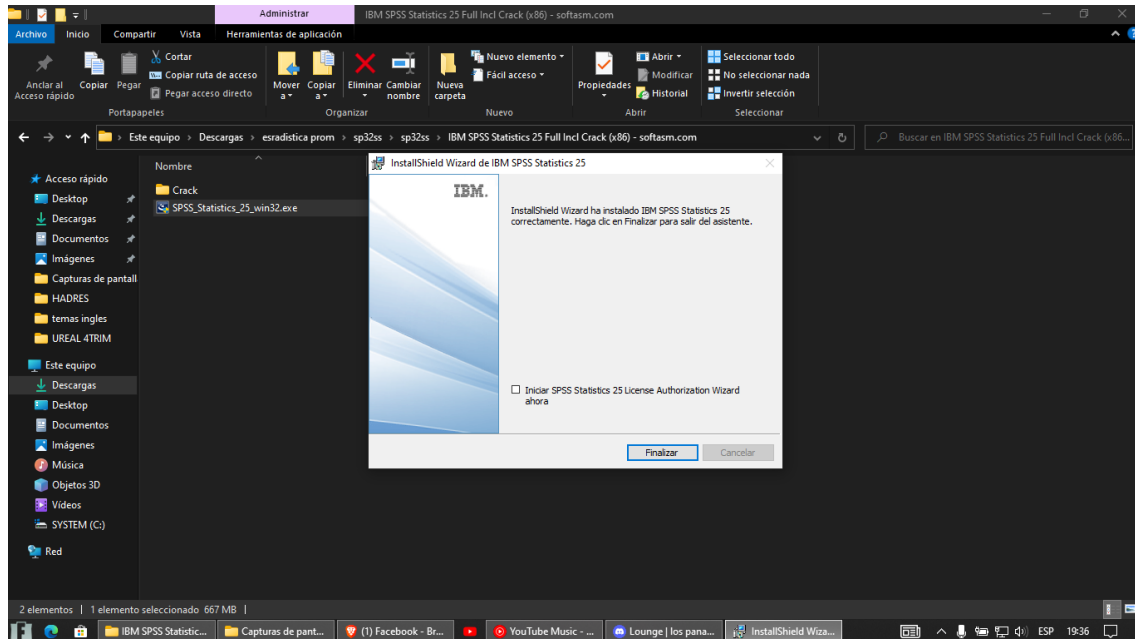 Administrar
IBM SPSS Statistics 25 Full Incl Crack (x86) - softasm.com
Archivo
Inicio
Compartir
Vista
Herramientas de aplicación
Anclar al
Acceso rápido
Copiar
Pegar
Cortar
Copiar ruta de acceso
Pegar acceso directo
Portapapeles
Mover
a
Copiar
a
Eliminar
Cambiar
nombre
Organizar
Nueva
carpeta
Nuevo elemento
Fácil acceso
Nuevo
Propiedades
Abrir
Modificar
Historial
Abrir
Seleccionar todo
No seleccionar nada
Invertir selección
Seleccionar
Este equipo › Descargas › esradistica prom › sp32ss › sp32ss › IBM SPSS Statistics 25 Full Incl Crack (x86) - softasm.com
Buscar en IBM SPSS Statistics 25 Full Incl Crack (x86...
Acceso rápido
Desktop
Descargas
Documentos
Imágenes
Capturas de pantall
HADRES
temas ingles
UREAL 4TRIM
Este equipo
Descargas
Desktop
Documentos
Imágenes
Música
Objetos 3D
Vídeos
SYSTEM (C:)
Red
Nombre
Crack
SPSS_Statistics_25_win32.exe
InstallShield Wizard de IBM SPSS Statistics 25
IBM.
InstallShield Wizard ha instalado IBM SPSS Statistics 25
correctamente. Haga clic en Finalizar para salir del asistente.
Iniciar SPSS Statistics 25 License Authorization Wizard
ahora
Finalizar
Cancelar
2 elementos
1 elemento seleccionado 667 MB
IBM SPSS Statistic...
Capturas de pant...
(1) Facebook - Br...
YouTube Music - ...
Lounge | los pana...
InstallShield Wiza...
ESP
19:36